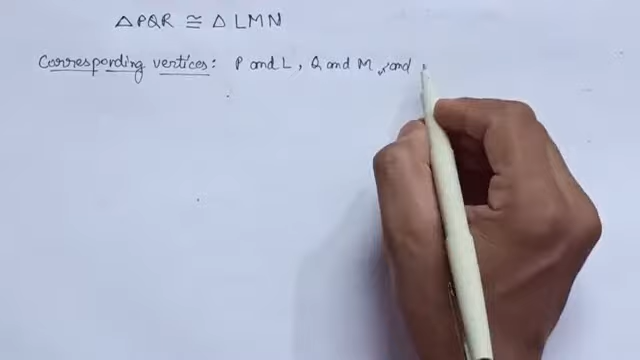 △PQR ≅ △LMN
Corresponding vertices: P and L, Q and M, and